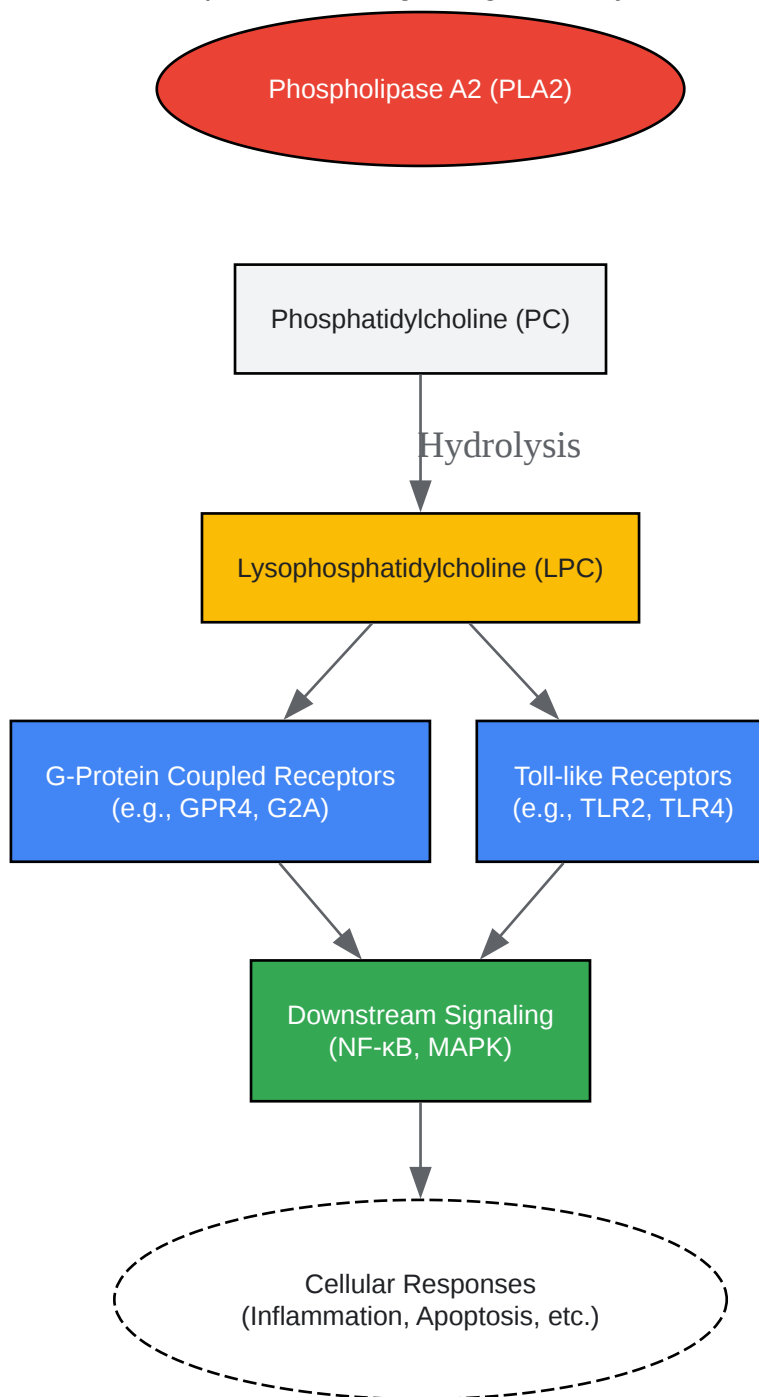 Phospholipase A2 (PLA2)
Phosphatidylcholine (PC)
Hydrolysis
Lysophosphatidylcholine (LPC)
G-Protein Coupled Receptors
(e.g., GPR4, G2A)
Toll-like Receptors
(e.g., TLR2, TLR4)
Downstream Signaling
(NF-κB, MAPK)
Cellular Responses
(Inflammation, Apoptosis, etc.)